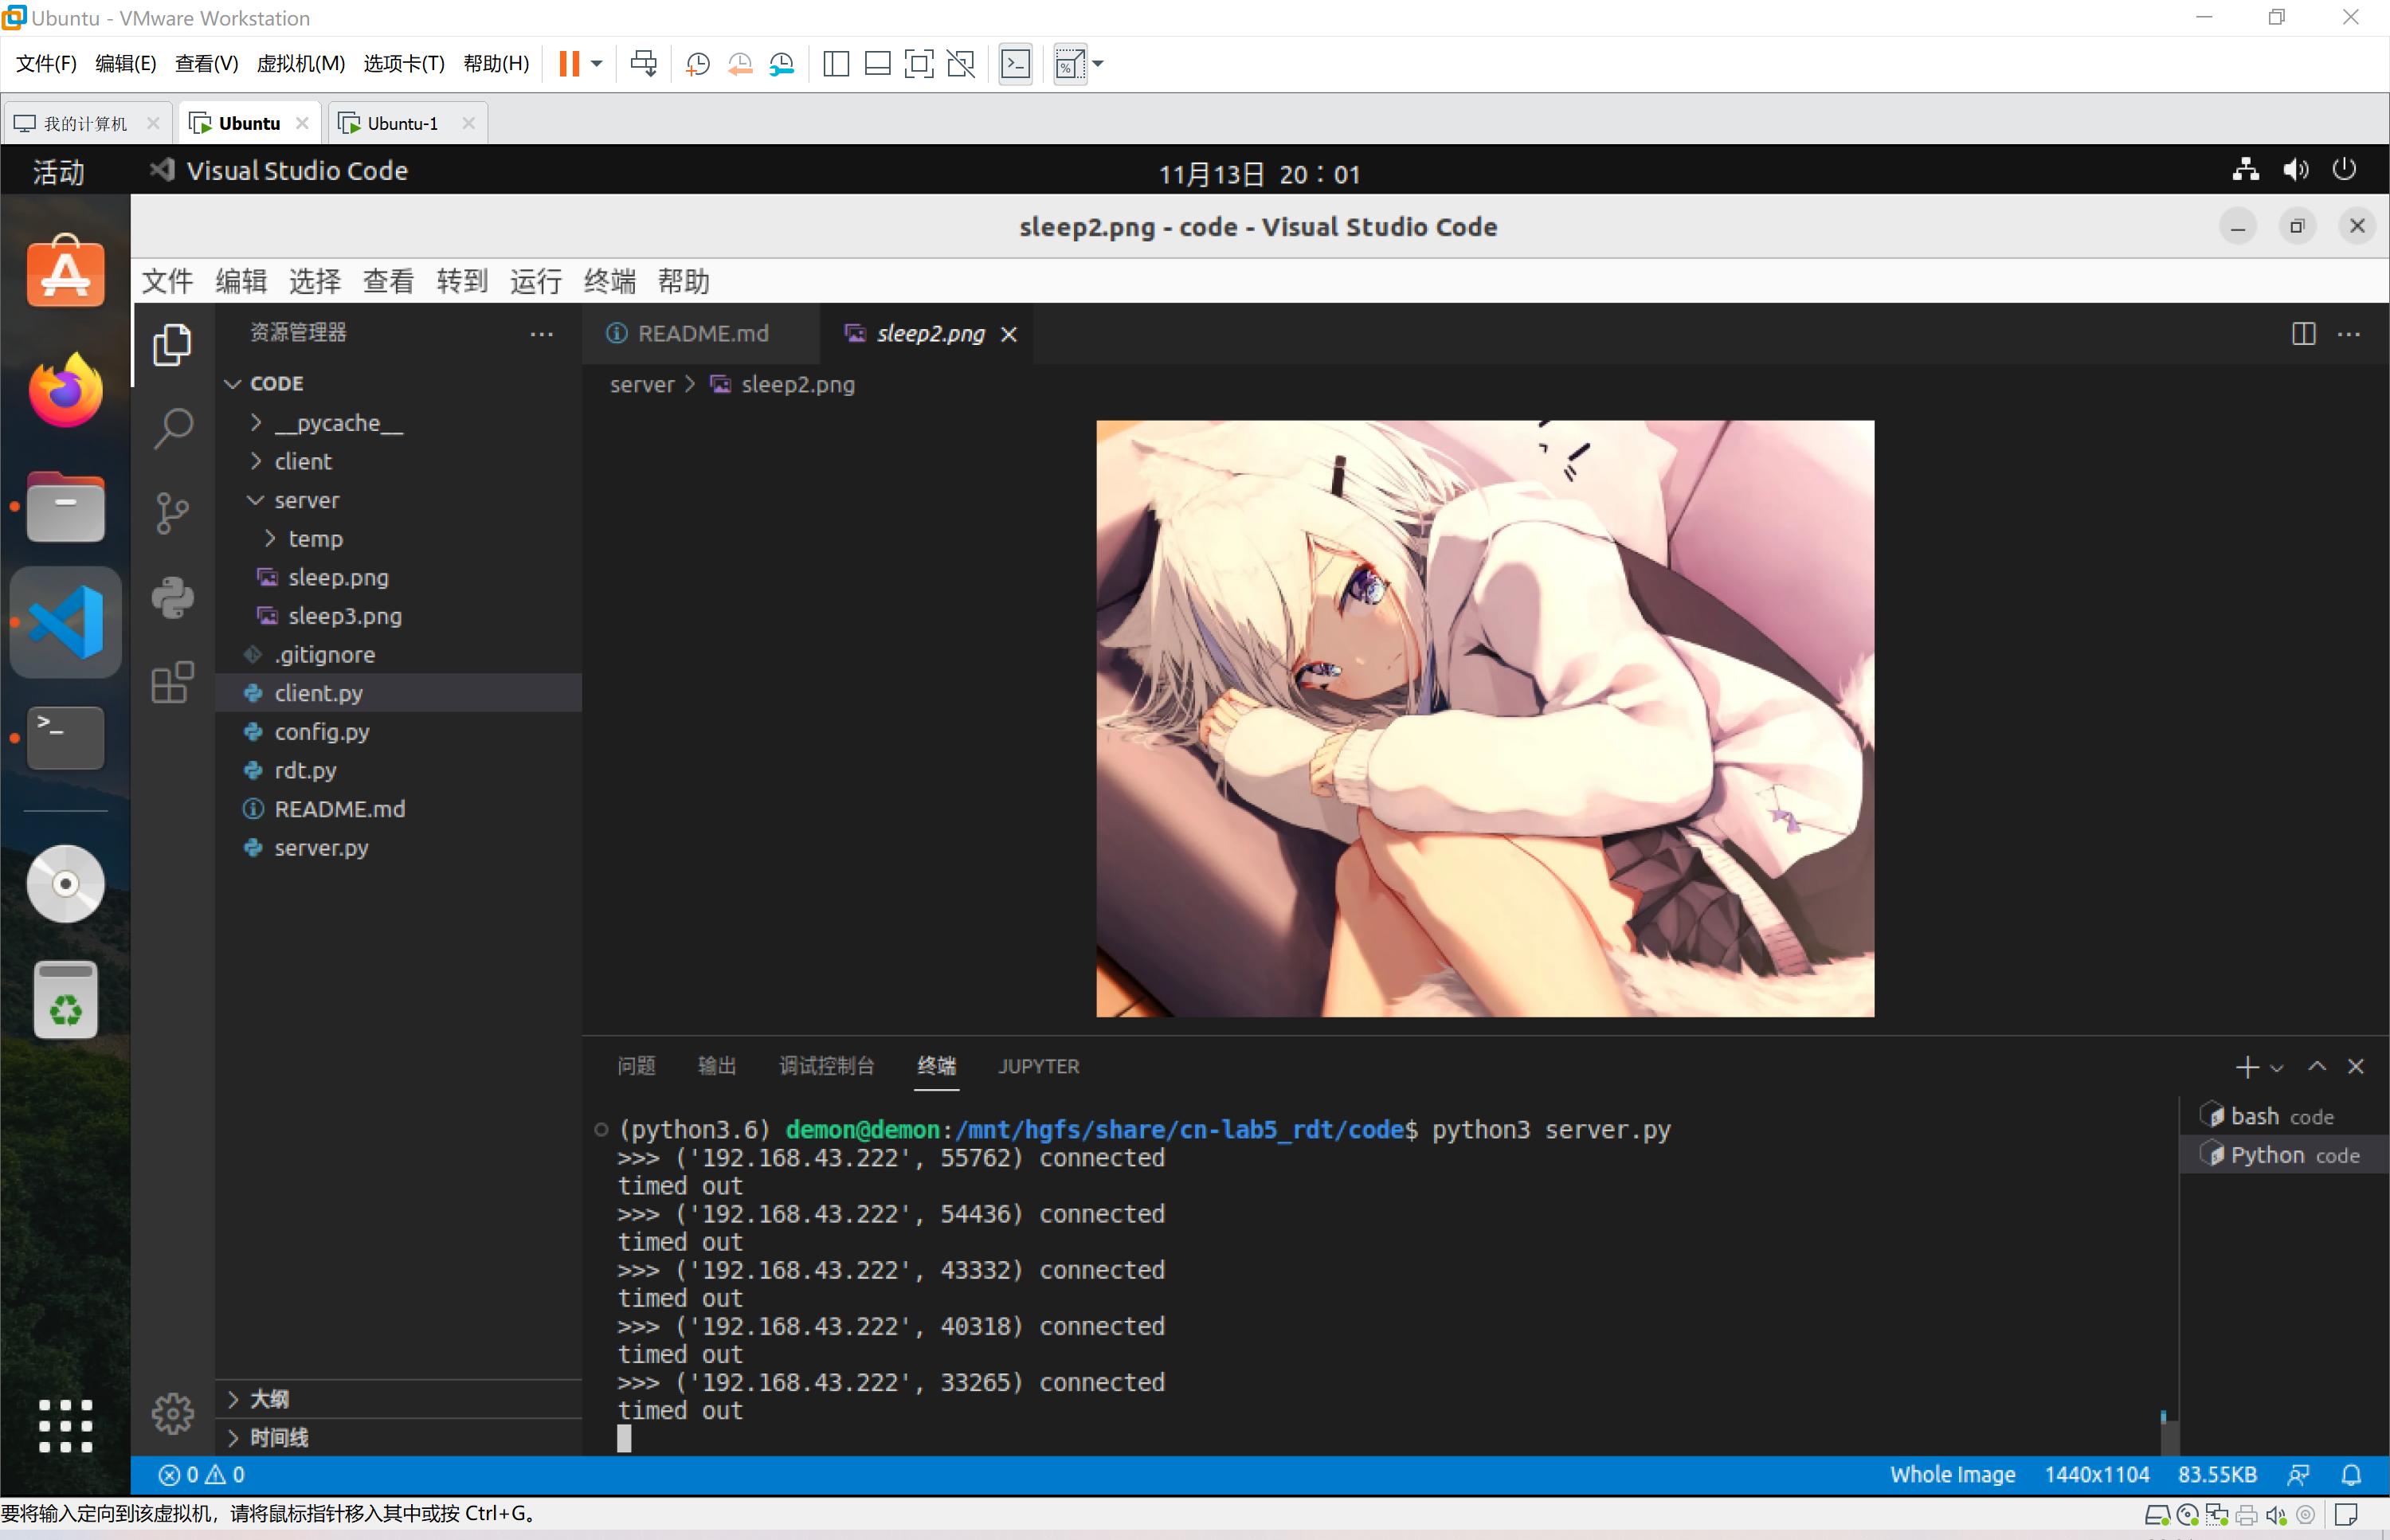 Ubuntu - VMware Workstation
文件(F) 编辑(E) 查看(V) 虚拟机(M) 选项卡(T) 帮助(H)
我的计算机
Ubuntu
Ubuntu-1
活动
Visual Studio Code
11月13日 20：01
sleep2.png - code - Visual Studio Code
文件 编辑 选择 查看 转到 运行 终端 帮助
资源管理器
README.md
sleep2.png
CODE
server > sleep2.png
__pycache__
client
server
temp
sleep.png
sleep3.png
.gitignore
client.py
config.py
rdt.py
README.md
server.py
大纲
时间线
问题 输出 调试控制台 终端 JUPYTER
(python3.6) demon@demon:/mnt/hgfs/share/cn-lab5_rdt/code$ python3 server.py
>>> ('192.168.43.222', 55762) connected
timed out
>>> ('192.168.43.222', 54436) connected
timed out
>>> ('192.168.43.222', 43332) connected
timed out
>>> ('192.168.43.222', 40318) connected
timed out
>>> ('192.168.43.222', 33265) connected
timed out
bash code
Python code
0 0
Whole Image 1440x1104 83.55KB
要将输入定向到该虚拟机，请将鼠标指针移入其中或按 Ctrl+G。